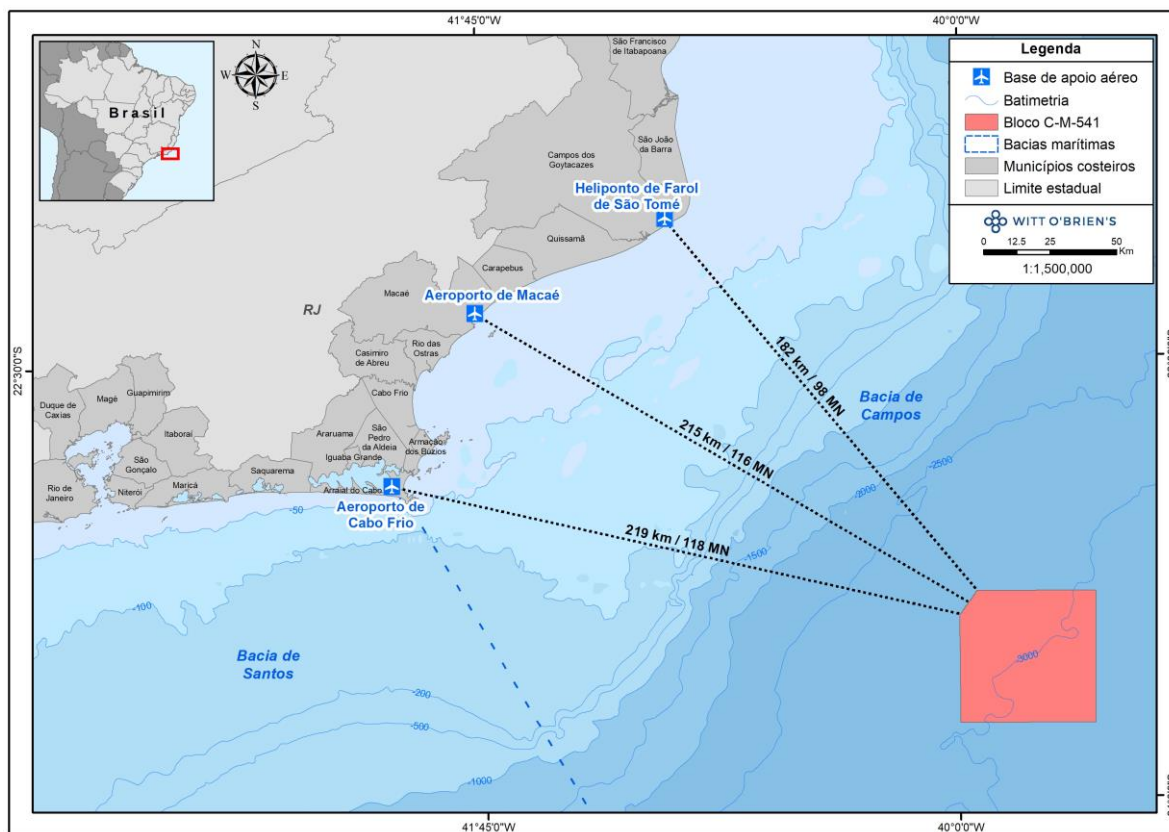 41°45'0"W
40°0'0"W
Brasil
N
W
E
S
Legenda
Base de apoio aéreo
Batimetria
Bloco C-M-541
Bacias marítimas
Municípios costeiros
Limite estadual
WITT O'BRIEN'S
0 12.5 25 50
Km
1:1,500,000
São Francisco
de Itabapoana
São João
da Barra
Campos dos
Goytacazes
Heliponto de Farol
de São Tomé
Quissamã
Carapebus
Macaé
Aeroporto de Macaé
RJ
22°30'0"S
Rio das
Ostras
Casimiro
de Abreu
Cabo Frio
182 km / 98 MN
Bacia de
Campos
Guapimirim
Magé
Duque de
Caxias
Itaboraí
São
Pedro
da Aldeia
Araruama
Armação
dos Búzios
Iguaba Grande
São
Gonçalo
Saquarema
Maricá
Niterói
Rio de
Janeiro
Arraial do Cabo
Aeroporto de
Cabo Frio
215 km / 116 MN
219 km / 118 MN
-50
-100
-200
-500
-1000
-1500
-2000
-2500
-3000
Bacia de
Santos
41°45'0"W
40°0'0"W